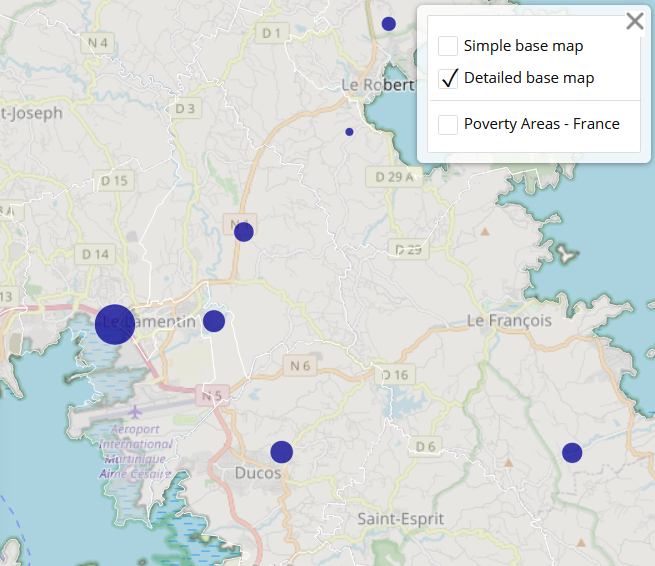 N 4
D 1
Simple base map
Detailed base map
Le Robert
D 3
t-Joseph
Poverty Areas - France
D 15
D 29 A
D 29
D 14
13
Le Lamentin
Le François
N 6
D 16
N 5
Aéroport
International
Martinique
Aimé Césaire
D 6
Ducos
Saint-Esprit